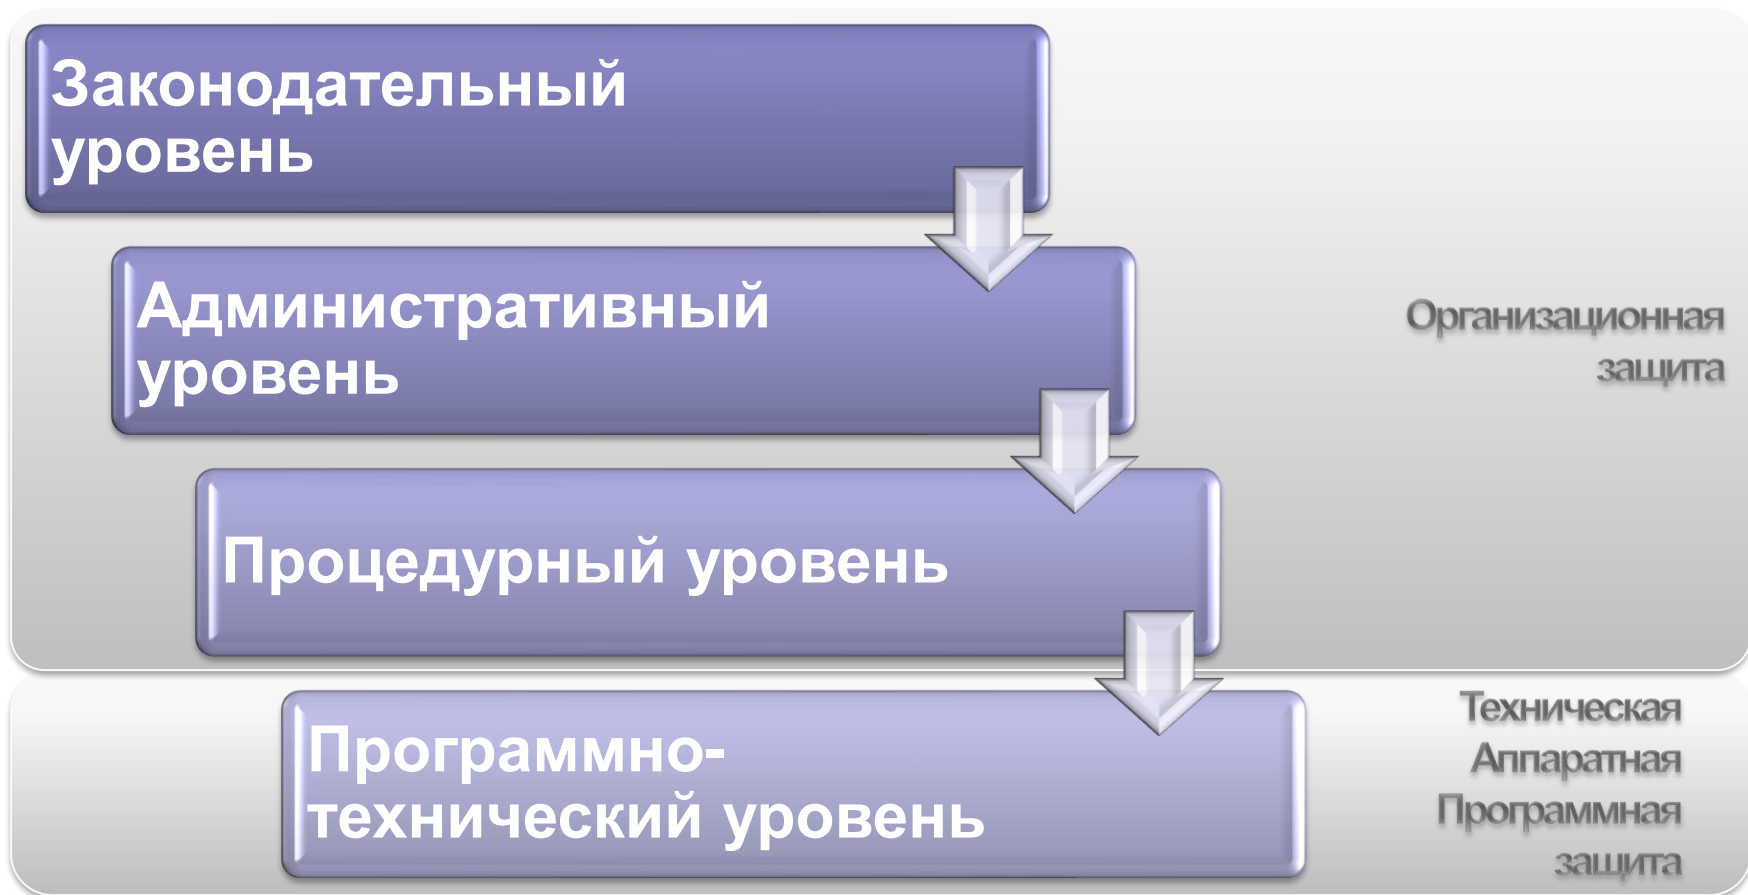 Законодательный
уровень
Административный
уровень
Организационная
защита
Процедурный уровень
Программно-
технический уровень
Техническая
Аппаратная
Программная
защита